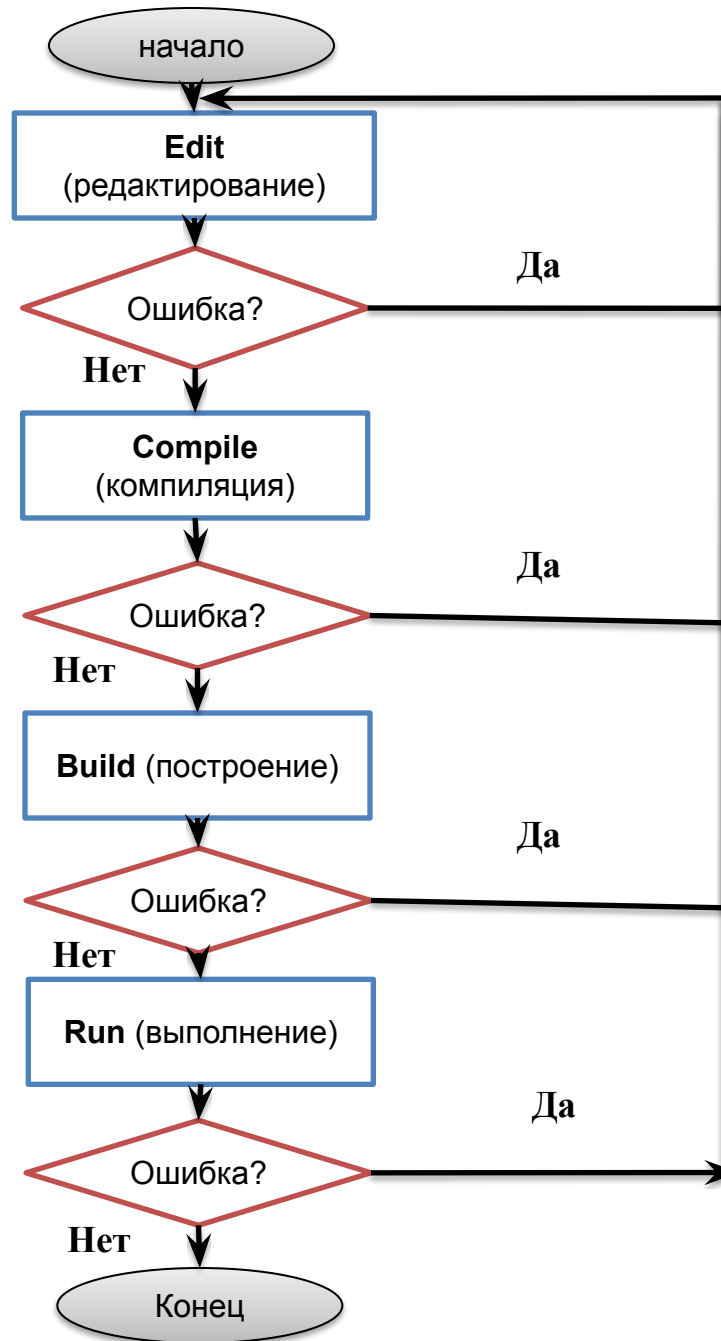 начало
Edit
(редактирование)
Да
Ошибка?
Нет
Compile
(компиляция)
Да
Ошибка?
Нет
Build (построение)
Да
Ошибка?
Нет
Run (выполнение)
Да
Ошибка?
Нет
Конец